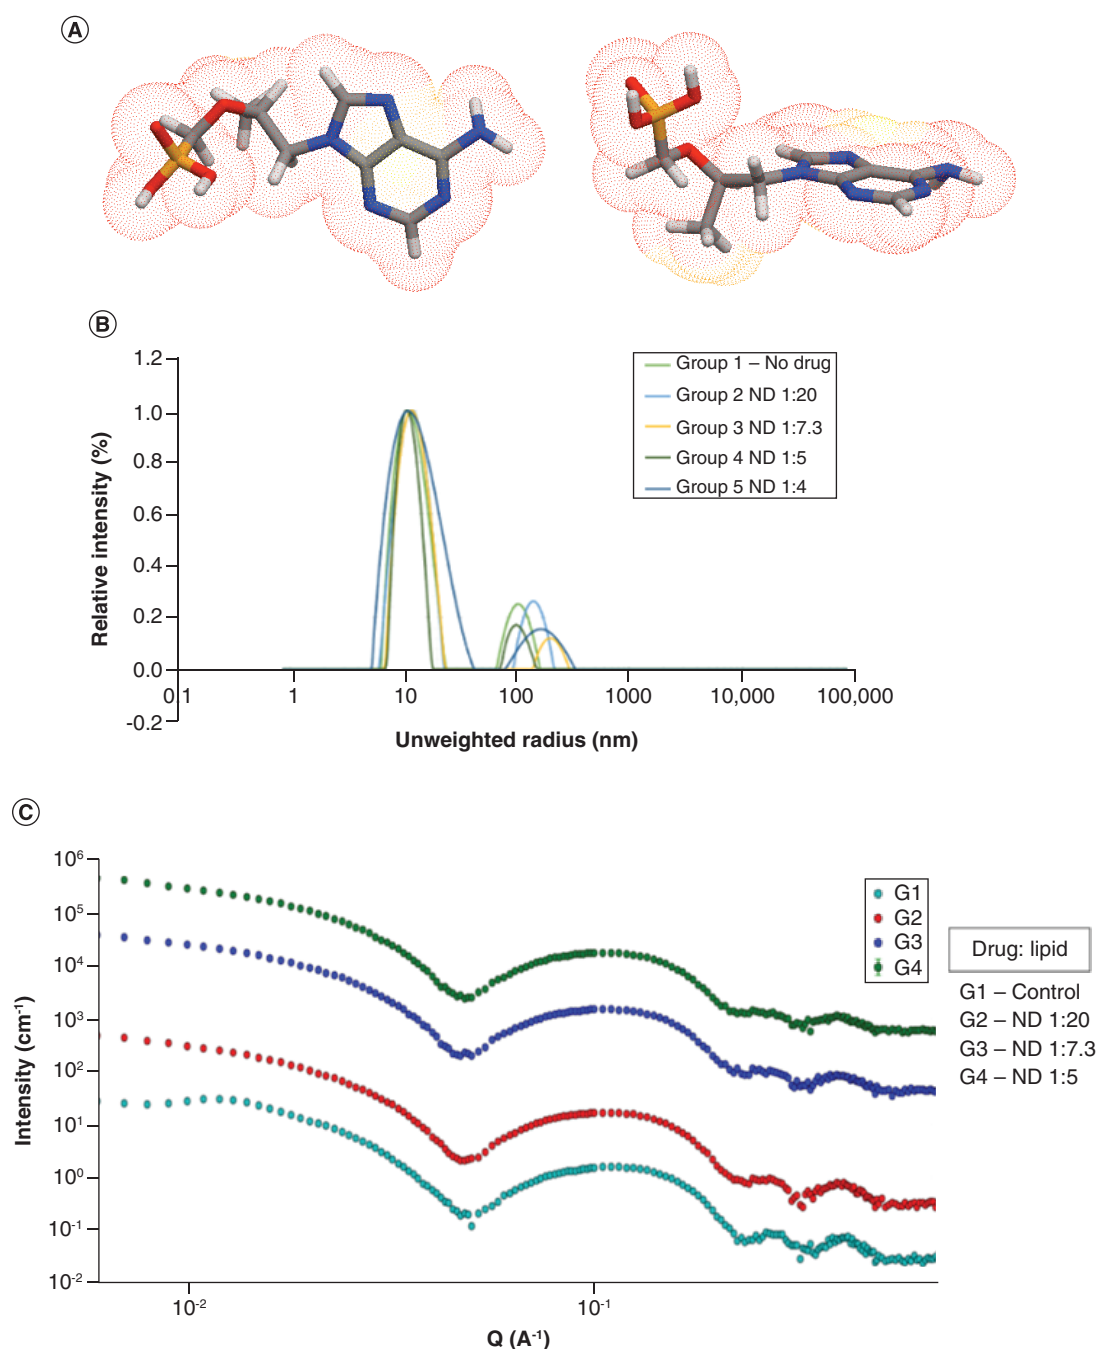 A
B
1.2
1.0
0.8
0.6
0.4
0.2
0.0
-0.2
Relative intensity (%)
0.1 1 10 100 1000 10,000 100,000
Unweighted radius (nm)
Group 1 – No drug
Group 2 ND 1:20
Group 3 ND 1:7.3
Group 4 ND 1:5
Group 5 ND 1:4
C
10⁶
10⁵
10⁴
10³
10²
10¹
10⁰
10⁻¹
10⁻²
Intensity (cm⁻¹)
10⁻² 10⁻¹
Q (A⁻¹)
G1
G2
G3
G4
Drug: lipid
G1 – Control
G2 – ND 1:20
G3 – ND 1:7.3
G4 – ND 1:5